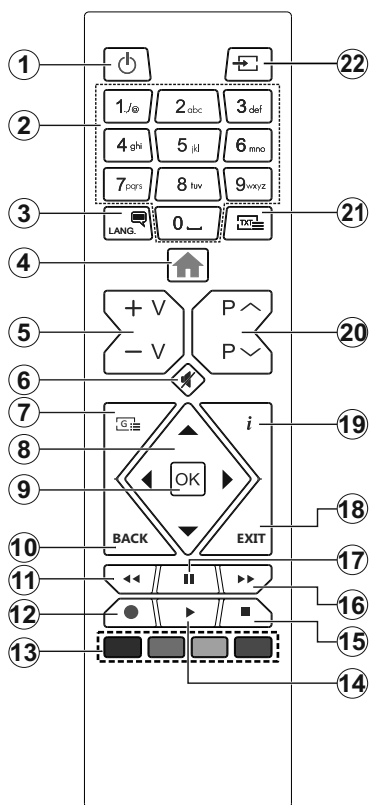 1
22
2
1./@ 2abc 3def
4ghi 5jkl 6mno
7pqrs 8tuv 9wxyz
3
LANG.
0
TXT
21
4
+ V
− V
P
P
5
20
6
7
G
i
19
8
9
OK
10
BACK
EXIT
18
11
17
12
16
13
15
14